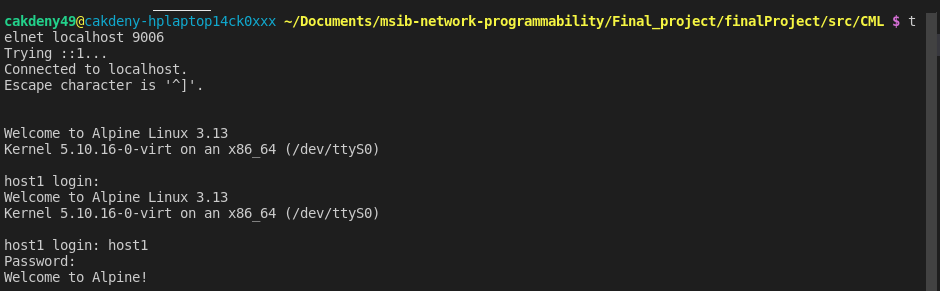 cakdeny49@cakdeny-hplaptop14ck0xxx ~/Documents/msib-network-programmability/Final_project/finalProject/src/CML $ t
elnet localhost 9006
Trying ::1...
Connected to localhost.
Escape character is '^]'.
Welcome to Alpine Linux 3.13
Kernel 5.10.16-0-virt on an x86_64 (/dev/ttyS0)
host1 login:
Welcome to Alpine Linux 3.13
Kernel 5.10.16-0-virt on an x86_64 (/dev/ttyS0)
host1 login: host1
Password:
Welcome to Alpine!